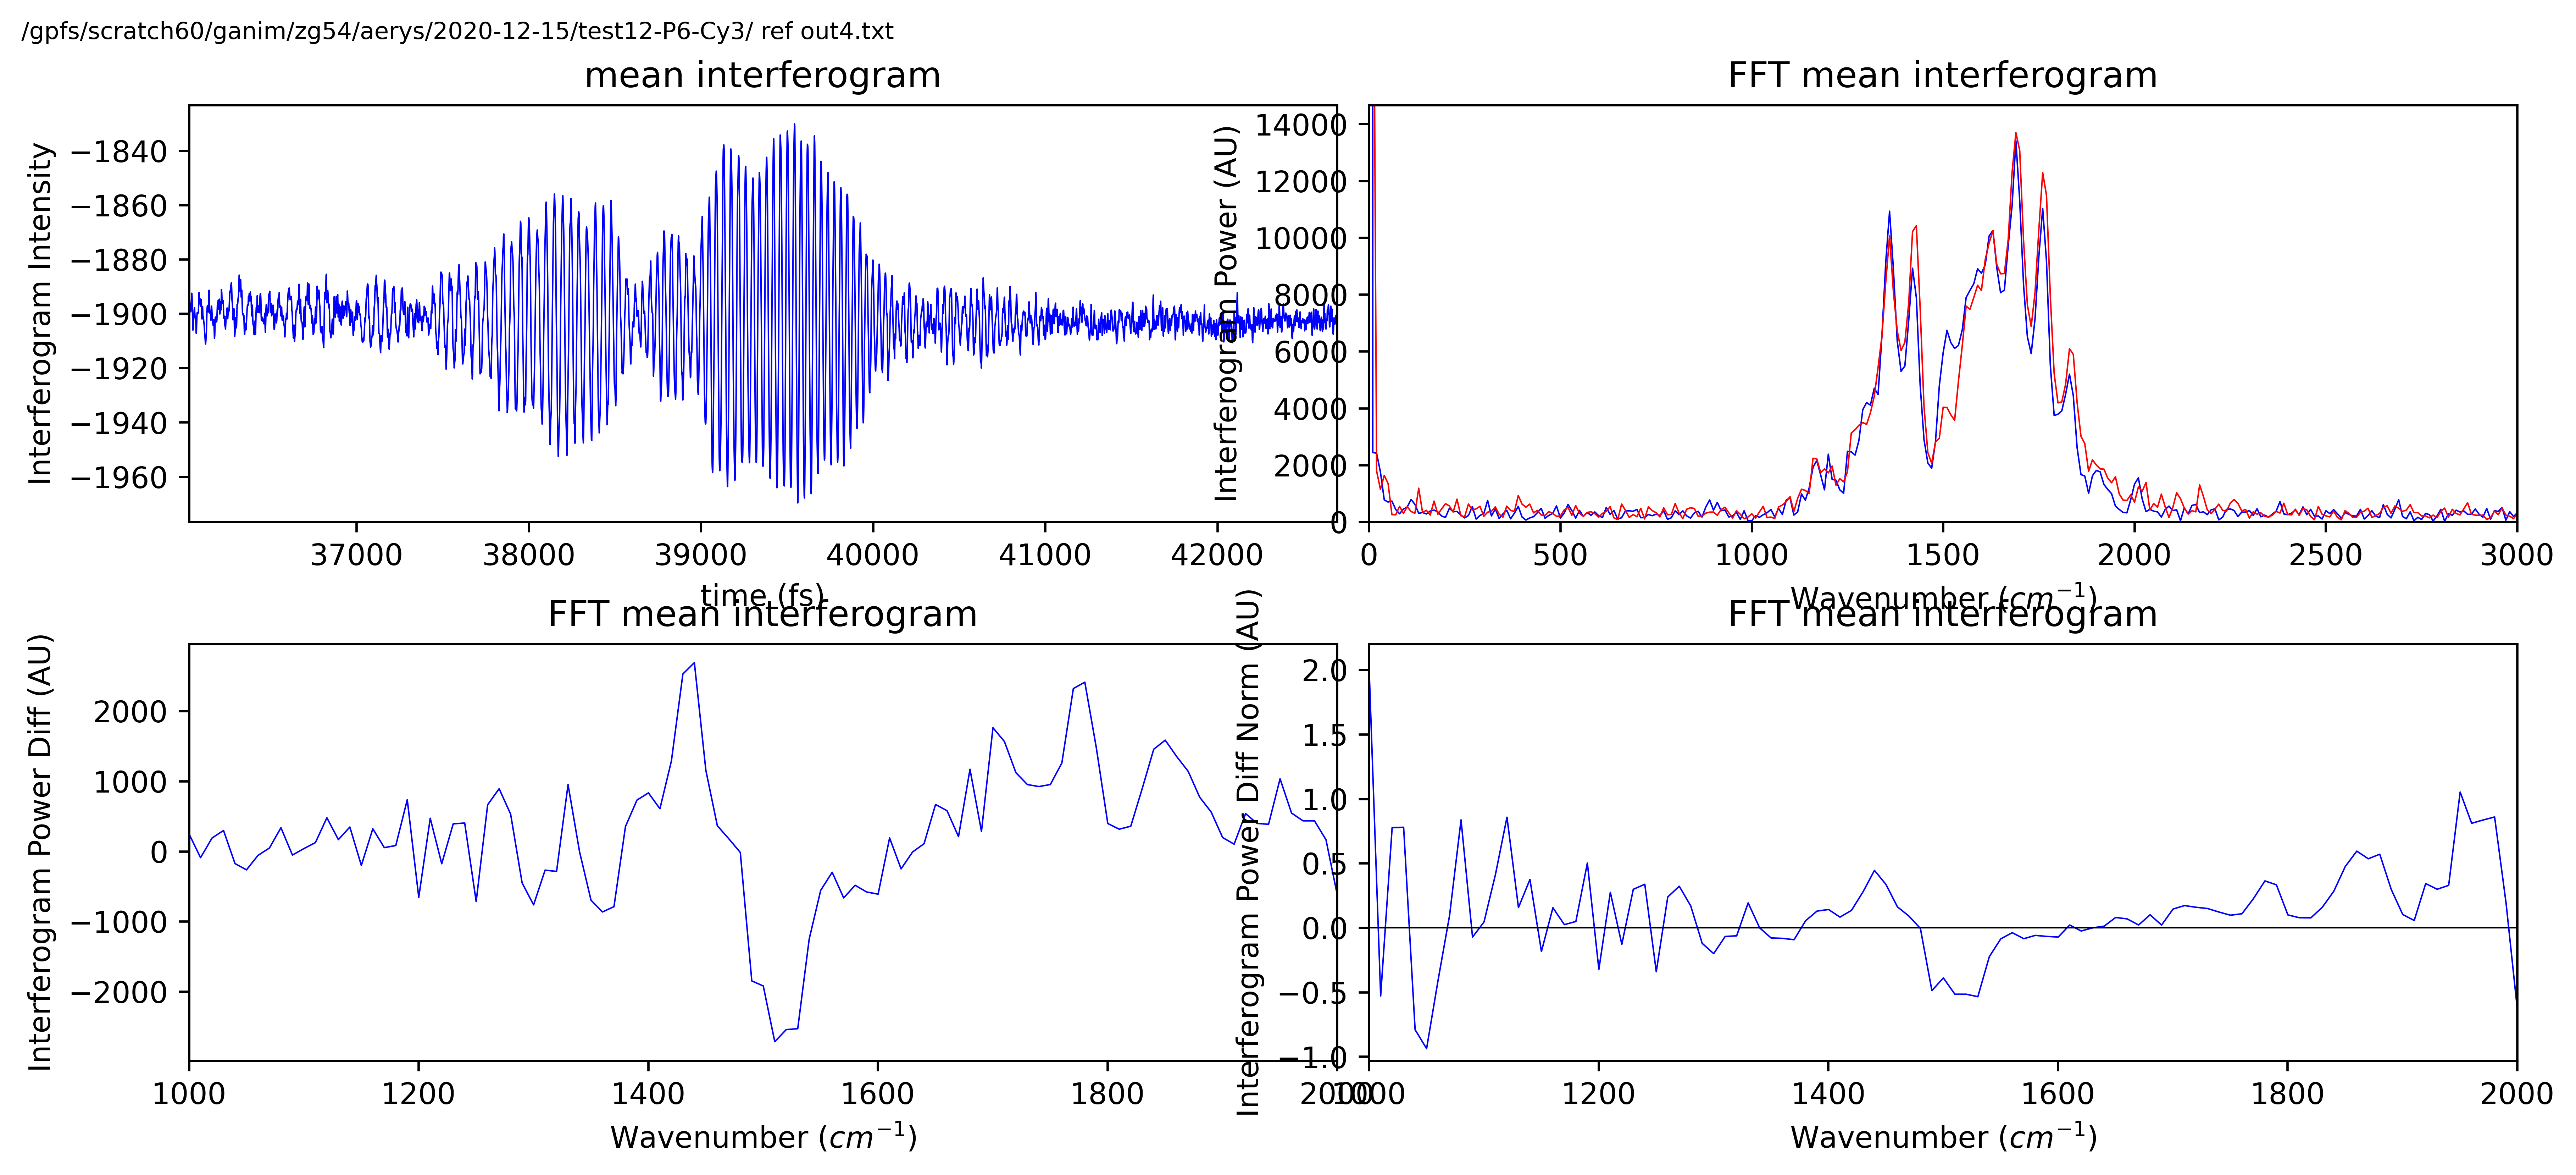 /gpfs/scratch60/ganim/zg54/aerys/2020-12-15/test12-P6-Cy3/ ref out4.txt
mean interferogram
Interferogram Intensity
−1840
−1860
−1880
−1900
−1920
−1940
−1960
37000 38000 39000 40000 41000 42000
time (fs)
FFT mean interferogram
Interferogram Power (AU)
14000
12000
10000
8000
6000
4000
2000
0
0 500 1000 1500 2000 2500 3000
Wavenumber (cm⁻¹)
FFT mean interferogram
Interferogram Power Diff (AU)
2000
1000
0
−1000
−2000
1000 1200 1400 1600 1800 2000
Wavenumber (cm⁻¹)
FFT mean interferogram
Interferogram Power Diff Norm (AU)
2.0
1.5
1.0
0.5
0.0
−0.5
−1.0
1000 1200 1400 1600 1800 2000
Wavenumber (cm⁻¹)